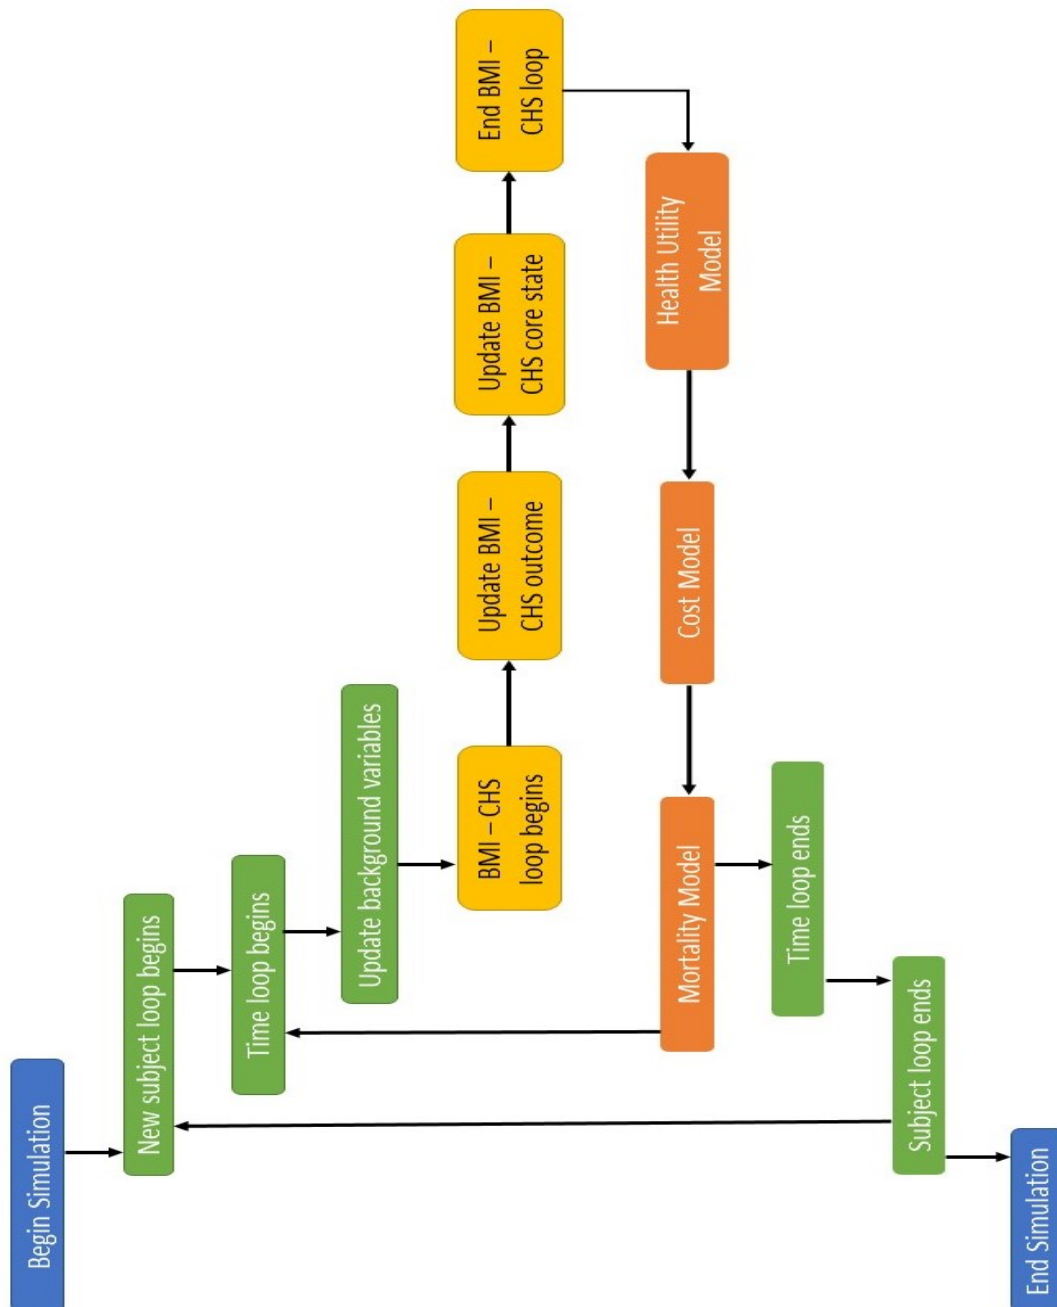 Begin Simulation
New subject loop begins
Time loop begins
Update background variables
BMI – CHS
loop begins
Update BMI –
CHS outcome
Update BMI –
CHS core state
End BMI –
CHS loop
Health Utility
Model
Cost Model
Mortality Model
Time loop ends
Subject loop ends
End Simulation